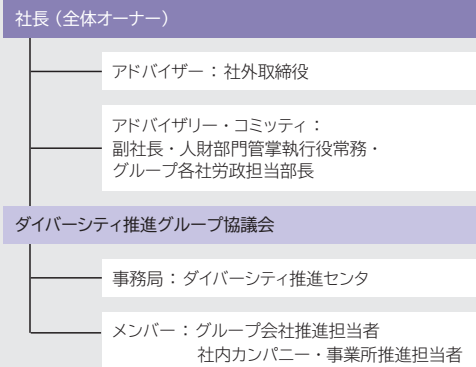 社長（全体オーナー）
アドバイザー：社外取締役
アドバイザリー・コミッティ：
副社長・人財部門管掌執行役常務・
グループ各社労政担当部長
ダイバーシティ推進グループ協議会
事務局：ダイバーシティ推進センタ
メンバー：グループ会社推進担当者
社内カンパニー・事業所推進担当者